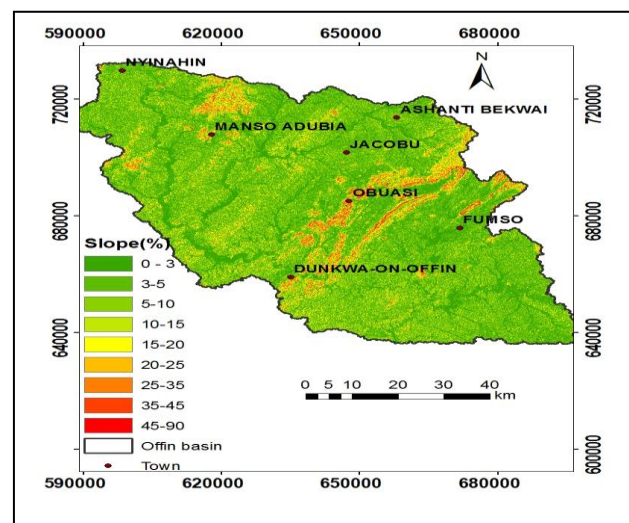 590000 620000 650000 680000
N
NYINAHIN
720000
720000
ASHANTI BEKWAI
MANSO ADUBIA
JACOBU
OBUASI
680000
680000
FUMSO
Slope(%)
DUNKWA-ON-OFFIN
0 - 3
3-5
5-10
10-15
15-20
20-25
25-35
35-45
45-90
Offin basin
Town
640000
640000
0 5 10 20 30 40
km
600000
600000
590000 620000 650000 680000